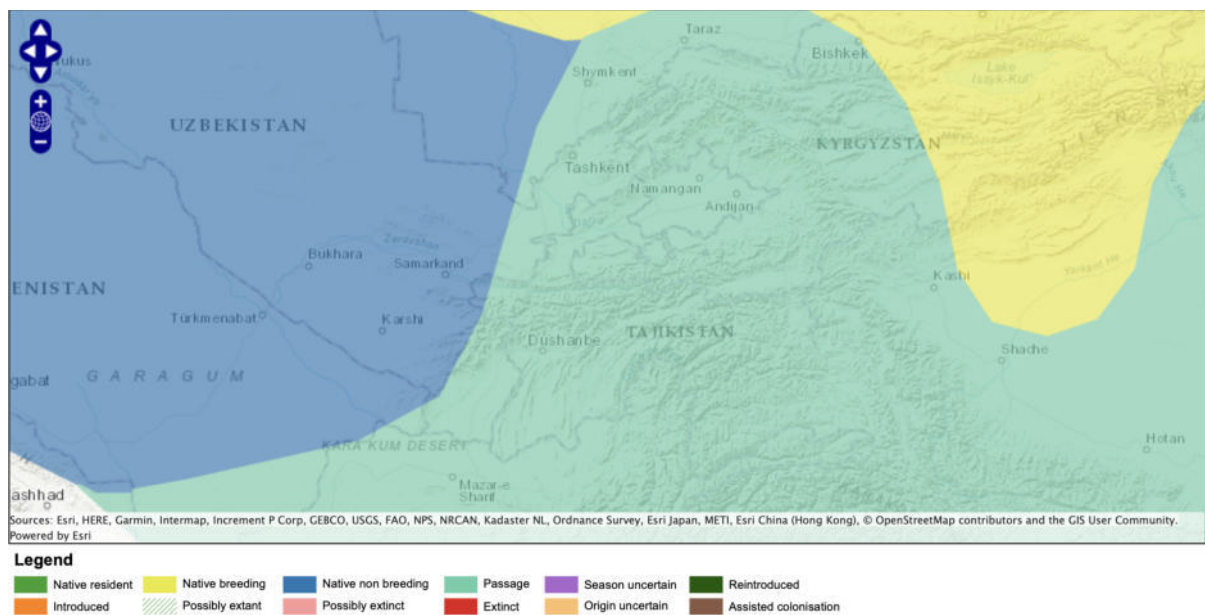 Taraz
Bishkek
Lake
Issyk-Kul'
Shymkent
ukus
UZBEKISTAN
KYRGYZSTAN
TIEN
Tashkent
Namangan
Andijan
Bukhara
Zeravshan
Samarkand
Kashi
ENISTAN
Türkmenabat
Karshi
Dushanbe
TAJIKISTAN
Shache
gabat
GARAGUM
KARA KUM DESERT
Hotan
ashhad
Mazar-e
Sharif
Sources: Esri, HERE, Garmin, Intermap, Increment P Corp, GEBCO, USGS, FAO, NPS, NRCAN, Kadaster NL, Ordnance Survey, Esri Japan, METI, Esri China (Hong Kong), © OpenStreetMap contributors and the GIS User Community.
Powered by Esri
Legend
Native resident Native breeding Native non breeding Passage Season uncertain Reintroduced
Introduced Possibly extant Possibly extinct Extinct Origin uncertain Assisted colonisation